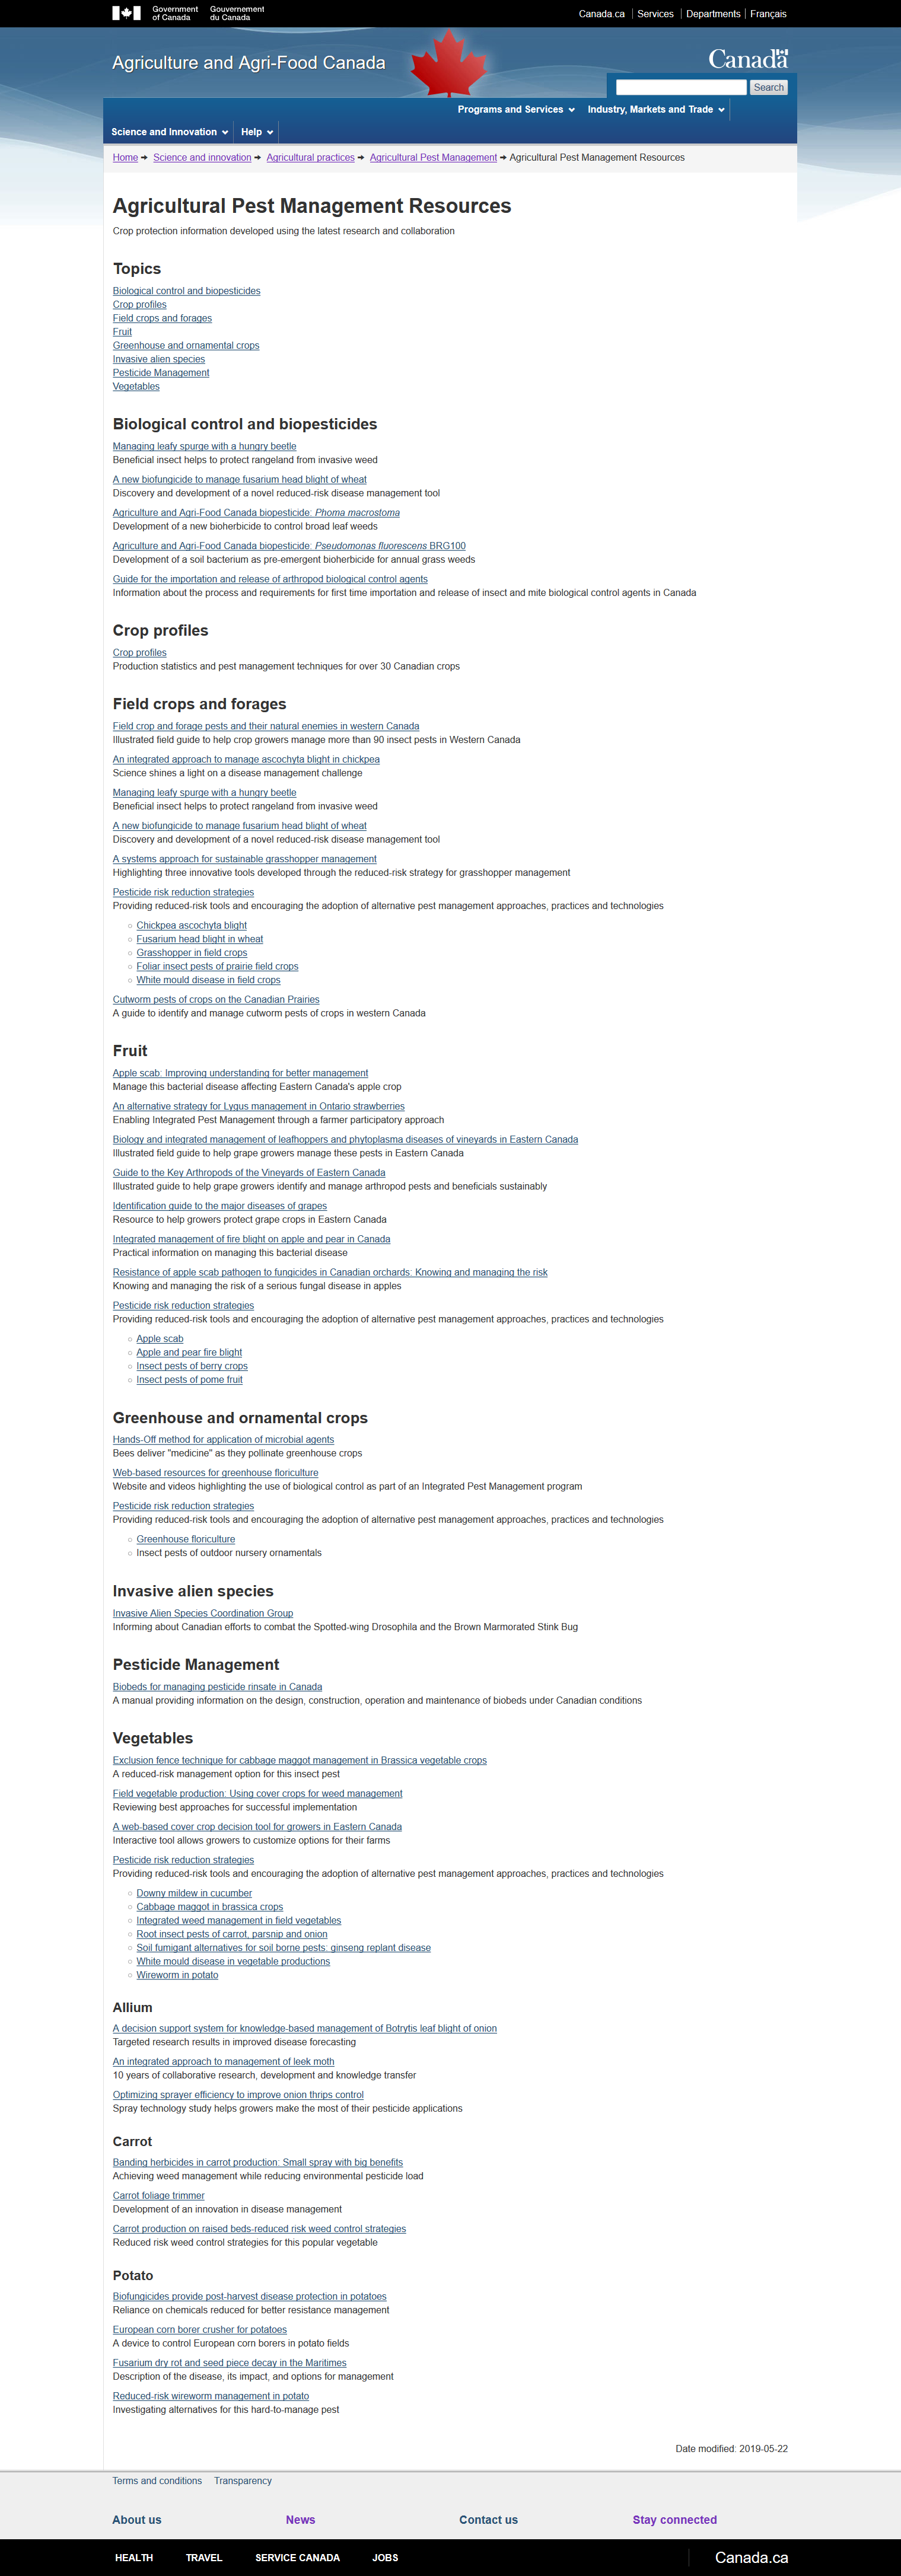 Government
of Canada
Gouvernement
du Canada
Canada.ca
Services
Departments
Français
Agriculture and Agri-Food Canada
Canada
Search
Programs and Services
Industry, Markets and Trade
Science and Innovation
Help
Home ➔ Science and innovation ➔ Agricultural practices ➔ Agricultural Pest Management ➔ Agricultural Pest Management Resources
Agricultural Pest Management Resources
Crop protection information developed using the latest research and collaboration
Topics
Biological control and biopesticides
Crop profiles
Field crops and forages
Fruit
Greenhouse and ornamental crops
Invasive alien species
Pesticide Management
Vegetables
Biological control and biopesticides
Managing leafy spurge with a hungry beetle
Beneficial insect helps to protect rangeland from invasive weed
A new biofungicide to manage fusarium head blight of wheat
Discovery and development of a novel reduced-risk disease management tool
Agriculture and Agri-Food Canada biopesticide: Phoma macrostoma
Development of a new bioherbicide to control broad leaf weeds
Agriculture and Agri-Food Canada biopesticide: Pseudomonas fluorescens BRG100
Development of a soil bacterium as pre-emergent bioherbicide for annual grass weeds
Guide for the importation and release of arthropod biological control agents
Information about the process and requirements for first time importation and release of insect and mite biological control agents in Canada
Crop profiles
Crop profiles
Production statistics and pest management techniques for over 30 Canadian crops
Field crops and forages
Field crop and forage pests and their natural enemies in western Canada
Illustrated field guide to help crop growers manage more than 90 insect pests in Western Canada
An integrated approach to manage ascochyta blight in chickpea
Science shines a light on a disease management challenge
Managing leafy spurge with a hungry beetle
Beneficial insect helps to protect rangeland from invasive weed
A new biofungicide to manage fusarium head blight of wheat
Discovery and development of a novel reduced-risk disease management tool
A systems approach for sustainable grasshopper management
Highlighting three innovative tools developed through the reduced-risk strategy for grasshopper management
Pesticide risk reduction strategies
Providing reduced-risk tools and encouraging the adoption of alternative pest management approaches, practices and technologies
Chickpea ascochyta blight
Fusarium head blight in wheat
Grasshopper in field crops
Foliar insect pests of prairie field crops
White mould disease in field crops
Cutworm pests of crops on the Canadian Prairies
A guide to identify and manage cutworm pests of crops in western Canada
Fruit
Apple scab: Improving understanding for better management
Manage this bacterial disease affecting Eastern Canada's apple crop
An alternative strategy for Lygus management in Ontario strawberries
Enabling Integrated Pest Management through a farmer participatory approach
Biology and integrated management of leafhoppers and phytoplasma diseases of vineyards in Eastern Canada
Illustrated field guide to help grape growers manage these pests in Eastern Canada
Guide to the Key Arthropods of the Vineyards of Eastern Canada
Illustrated guide to help grape growers identify and manage arthropod pests and beneficials sustainably
Identification guide to the major diseases of grapes
Resource to help growers protect grape crops in Eastern Canada
Integrated management of fire blight on apple and pear in Canada
Practical information on managing this bacterial disease
Resistance of apple scab pathogen to fungicides in Canadian orchards: Knowing and managing the risk
Knowing and managing the risk of a serious fungal disease in apples
Pesticide risk reduction strategies
Providing reduced-risk tools and encouraging the adoption of alternative pest management approaches, practices and technologies
Apple scab
Apple and pear fire blight
Insect pests of berry crops
Insect pests of pome fruit
Greenhouse and ornamental crops
Hands-Off method for application of microbial agents
Bees deliver "medicine" as they pollinate greenhouse crops
Web-based resources for greenhouse floriculture
Website and videos highlighting the use of biological control as part of an Integrated Pest Management program
Pesticide risk reduction strategies
Providing reduced-risk tools and encouraging the adoption of alternative pest management approaches, practices and technologies
Greenhouse floriculture
Insect pests of outdoor nursery ornamentals
Invasive alien species
Invasive Alien Species Coordination Group
Informing about Canadian efforts to combat the Spotted-wing Drosophila and the Brown Marmorated Stink Bug
Pesticide Management
Biobeds for managing pesticide rinsate in Canada
A manual providing information on the design, construction, operation and maintenance of biobeds under Canadian conditions
Vegetables
Exclusion fence technique for cabbage maggot management in Brassica vegetable crops
A reduced-risk management option for this insect pest
Field vegetable production: Using cover crops for weed management
Reviewing best approaches for successful implementation
A web-based cover crop decision tool for growers in Eastern Canada
Interactive tool allows growers to customize options for their farms
Pesticide risk reduction strategies
Providing reduced-risk tools and encouraging the adoption of alternative pest management approaches, practices and technologies
Downy mildew in cucumber
Cabbage maggot in brassica crops
Integrated weed management in field vegetables
Root insect pests of carrot, parsnip and onion
Soil fumigant alternatives for soil borne pests: ginseng replant disease
White mould disease in vegetable productions
Wireworm in potato
Allium
A decision support system for knowledge-based management of Botrytis leaf blight of onion
Targeted research results in improved disease forecasting
An integrated approach to management of leek moth
10 years of collaborative research, development and knowledge transfer
Optimizing sprayer efficiency to improve onion thrips control
Spray technology study helps growers make the most of their pesticide applications
Carrot
Banding herbicides in carrot production: Small spray with big benefits
Achieving weed management while reducing environmental pesticide load
Carrot foliage trimmer
Development of an innovation in disease management
Carrot production on raised beds-reduced risk weed control strategies
Reduced risk weed control strategies for this popular vegetable
Potato
Biofungicides provide post-harvest disease protection in potatoes
Reliance on chemicals reduced for better resistance management
European corn borer crusher for potatoes
A device to control European corn borers in potato fields
Fusarium dry rot and seed piece decay in the Maritimes
Description of the disease, its impact, and options for management
Reduced-risk wireworm management in potato
Investigating alternatives for this hard-to-manage pest
Date modified: 2019-05-22
Terms and conditions
Transparency
About us
News
Contact us
Stay connected
HEALTH
TRAVEL
SERVICE CANADA
JOBS
Canada.ca